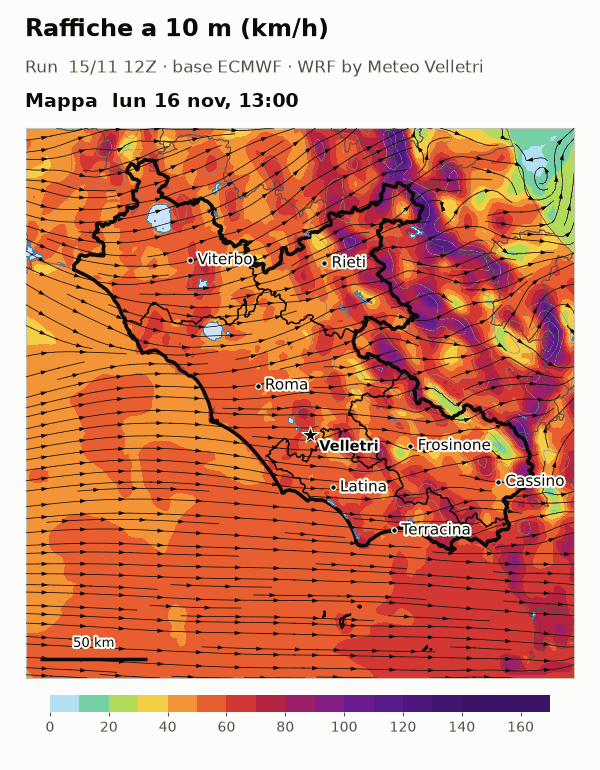 Raffiche a 10 m (km/h)
Run 15/11 12Z · base ECMWF · WRF by Meteo Velletri
Mappa lun 16 nov, 13:00
Viterbo
Rieti
Roma
Velletri
Frosinone
Cassino
Latina
Terracina
50 km
0 20 40 60 80 100 120 140 160